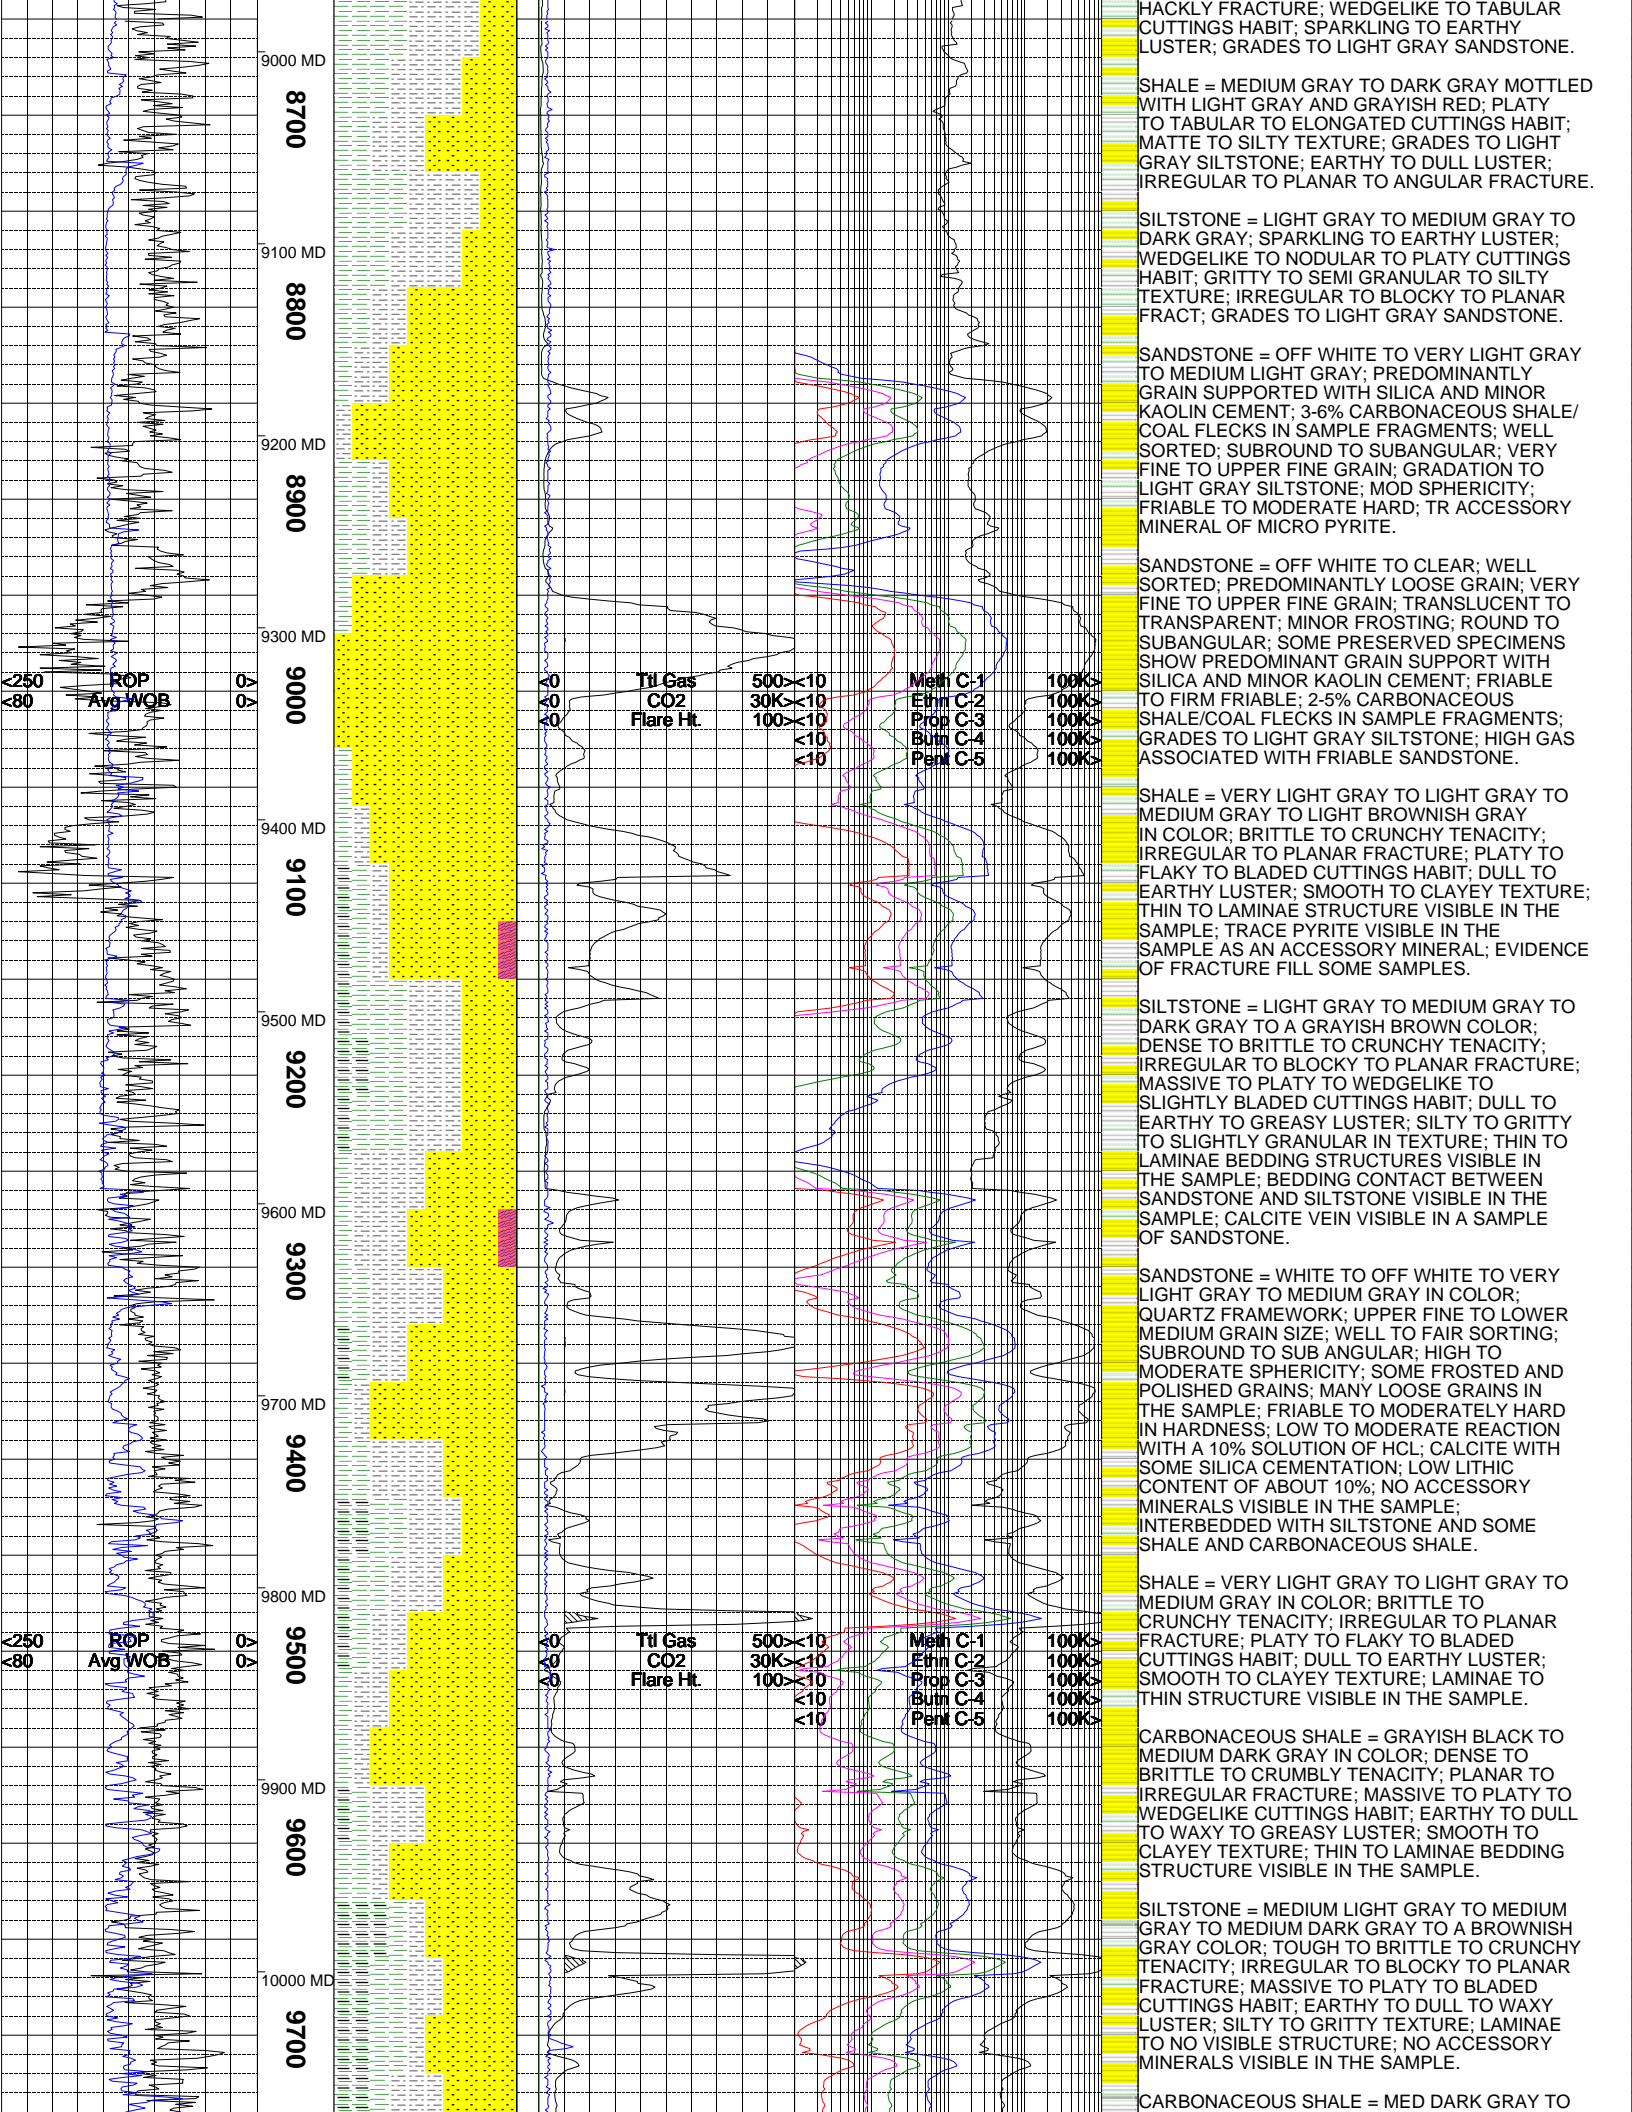 9000 MD
8700
9100 MD
8800
9200 MD
8900
9300 MD
9000
9400 MD
9100
9500 MD
9200
9600 MD
9300
9700 MD
9400
9800 MD
9500
9900 MD
9600
10000 MD
9700
<250 ROP 0>
<80 Avg WOB 0>
<0 Ttl Gas 500>
<0 CO2 30K>
<0 Flare Ht. 100>
<10 Meth C-1 100K>
<10 Ethn C-2 100K>
<10 Prop C-3 100K>
<10 Butn C-4 100K>
<10 Pent C-5 100K>
<250 ROP 0>
<80 Avg WOB 0>
<0 Ttl Gas 500>
<0 CO2 30K>
<0 Flare Ht. 100>
<10 Meth C-1 100K>
<10 Ethn C-2 100K>
<10 Prop C-3 100K>
<10 Butn C-4 100K>
<10 Pent C-5 100K>
HACKLY FRACTURE; WEDGELIKE TO TABULAR
CUTTINGS HABIT; SPARKLING TO EARTHY
LUSTER; GRADES TO LIGHT GRAY SANDSTONE.
SHALE = MEDIUM GRAY TO DARK GRAY MOTTLED
WITH LIGHT GRAY AND GRAYISH RED; PLATY
TO TABULAR TO ELONGATED CUTTINGS HABIT;
MATTE TO SILTY TEXTURE; GRADES TO LIGHT
GRAY SILTSTONE; EARTHY TO DULL LUSTER;
IRREGULAR TO PLANAR TO ANGULAR FRACTURE.
SILTSTONE = LIGHT GRAY TO MEDIUM GRAY TO
DARK GRAY; SPARKLING TO EARTHY LUSTER;
WEDGELIKE TO NODULAR TO PLATY CUTTINGS
HABIT; GRITTY TO SEMI GRANULAR TO SILTY
TEXTURE; IRREGULAR TO BLOCKY TO PLANAR
FRACT; GRADES TO LIGHT GRAY SANDSTONE.
SANDSTONE = OFF WHITE TO VERY LIGHT GRAY
TO MEDIUM LIGHT GRAY; PREDOMINANTLY
GRAIN SUPPORTED WITH SILICA AND MINOR
KAOLIN CEMENT; 3-6% CARBONACEOUS SHALE/
COAL FLECKS IN SAMPLE FRAGMENTS; WELL
SORTED; SUBROUND TO SUBANGULAR; VERY
FINE TO UPPER FINE GRAIN; GRADATION TO
LIGHT GRAY SILTSTONE; MOD SPHERICITY;
FRIABLE TO MODERATE HARD; TR ACCESSORY
MINERAL OF MICRO PYRITE.
SANDSTONE = OFF WHITE TO CLEAR; WELL
SORTED; PREDOMINANTLY LOOSE GRAIN; VERY
FINE TO UPPER FINE GRAIN; TRANSLUCENT TO
TRANSPARENT; MINOR FROSTING; ROUND TO
SUBANGULAR; SOME PRESERVED SPECIMENS
SHOW PREDOMINANT GRAIN SUPPORT WITH
SILICA AND MINOR KAOLIN CEMENT; FRIABLE
TO FIRM FRIABLE; 2-5% CARBONACEOUS
SHALE/COAL FLECKS IN SAMPLE FRAGMENTS;
GRADES TO LIGHT GRAY SILTSTONE; HIGH GAS
ASSOCIATED WITH FRIABLE SANDSTONE.
SHALE = VERY LIGHT GRAY TO LIGHT GRAY TO
MEDIUM GRAY TO LIGHT BROWNISH GRAY
IN COLOR; BRITTLE TO CRUNCHY TENACITY;
IRREGULAR TO PLANAR FRACTURE; PLATY TO
FLAKY TO BLADED CUTTINGS HABIT; DULL TO
EARTHY LUSTER; SMOOTH TO CLAYEY TEXTURE;
THIN TO LAMINAE STRUCTURE VISIBLE IN THE
SAMPLE; TRACE PYRITE VISIBLE IN THE
SAMPLE AS AN ACCESSORY MINERAL; EVIDENCE
OF FRACTURE FILL SOME SAMPLES.
SILTSTONE = LIGHT GRAY TO MEDIUM GRAY TO
DARK GRAY TO A GRAYISH BROWN COLOR;
DENSE TO BRITTLE TO CRUNCHY TENACITY;
IRREGULAR TO BLOCKY TO PLANAR FRACTURE;
MASSIVE TO PLATY TO WEDGELIKE TO
SLIGHTLY BLADED CUTTINGS HABIT; DULL TO
EARTHY TO GREASY LUSTER; SILTY TO GRITTY
TO SLIGHTLY GRANULAR IN TEXTURE; THIN TO
LAMINAE BEDDING STRUCTURES VISIBLE IN
THE SAMPLE; BEDDING CONTACT BETWEEN
SANDSTONE AND SILTSTONE VISIBLE IN THE
SAMPLE; CALCITE VEIN VISIBLE IN A SAMPLE
OF SANDSTONE.
SANDSTONE = WHITE TO OFF WHITE TO VERY
LIGHT GRAY TO MEDIUM GRAY IN COLOR;
QUARTZ FRAMEWORK; UPPER FINE TO LOWER
MEDIUM GRAIN SIZE; WELL TO FAIR SORTING;
SUBROUND TO SUB ANGULAR; HIGH TO
MODERATE SPHERICITY; SOME FROSTED AND
POLISHED GRAINS; MANY LOOSE GRAINS IN
THE SAMPLE; FRIABLE TO MODERATELY HARD
IN HARDNESS; LOW TO MODERATE REACTION
WITH A 10% SOLUTION OF HCL; CALCITE WITH
SOME SILICA CEMENTATION; LOW LITHIC
CONTENT OF ABOUT 10%; NO ACCESSORY
MINERALS VISIBLE IN THE SAMPLE;
INTERBEDDED WITH SILTSTONE AND SOME
SHALE AND CARBONACEOUS SHALE.
SHALE = VERY LIGHT GRAY TO LIGHT GRAY TO
MEDIUM GRAY IN COLOR; BRITTLE TO
CRUNCHY TENACITY; IRREGULAR TO PLANAR
FRACTURE; PLATY TO FLAKY TO BLADED
CUTTINGS HABIT; DULL TO EARTHY LUSTER;
SMOOTH TO CLAYEY TEXTURE; LAMINAE TO
THIN STRUCTURE VISIBLE IN THE SAMPLE.
CARBONACEOUS SHALE = GRAYISH BLACK TO
MEDIUM DARK GRAY IN COLOR; DENSE TO
BRITTLE TO CRUMBLY TENACITY; PLANAR TO
IRREGULAR FRACTURE; MASSIVE TO PLATY TO
WEDGELIKE CUTTINGS HABIT; EARTHY TO DULL
TO WAXY TO GREASY LUSTER; SMOOTH TO
CLAYEY TEXTURE; THIN TO LAMINAE BEDDING
STRUCTURE VISIBLE IN THE SAMPLE.
SILTSTONE = MEDIUM LIGHT GRAY TO MEDIUM
GRAY TO MEDIUM DARK GRAY TO A BROWNISH
GRAY COLOR; TOUGH TO BRITTLE TO CRUNCHY
TENACITY; IRREGULAR TO BLOCKY TO PLANAR
FRACTURE; MASSIVE TO PLATY TO BLADED
CUTTINGS HABIT; EARTHY TO DULL TO WAXY
LUSTER; SILTY TO GRITTY TEXTURE; LAMINAE
TO NO VISIBLE STRUCTURE; NO ACCESSORY
MINERALS VISIBLE IN THE SAMPLE.
CARBONACEOUS SHALE = MED DARK GRAY TO